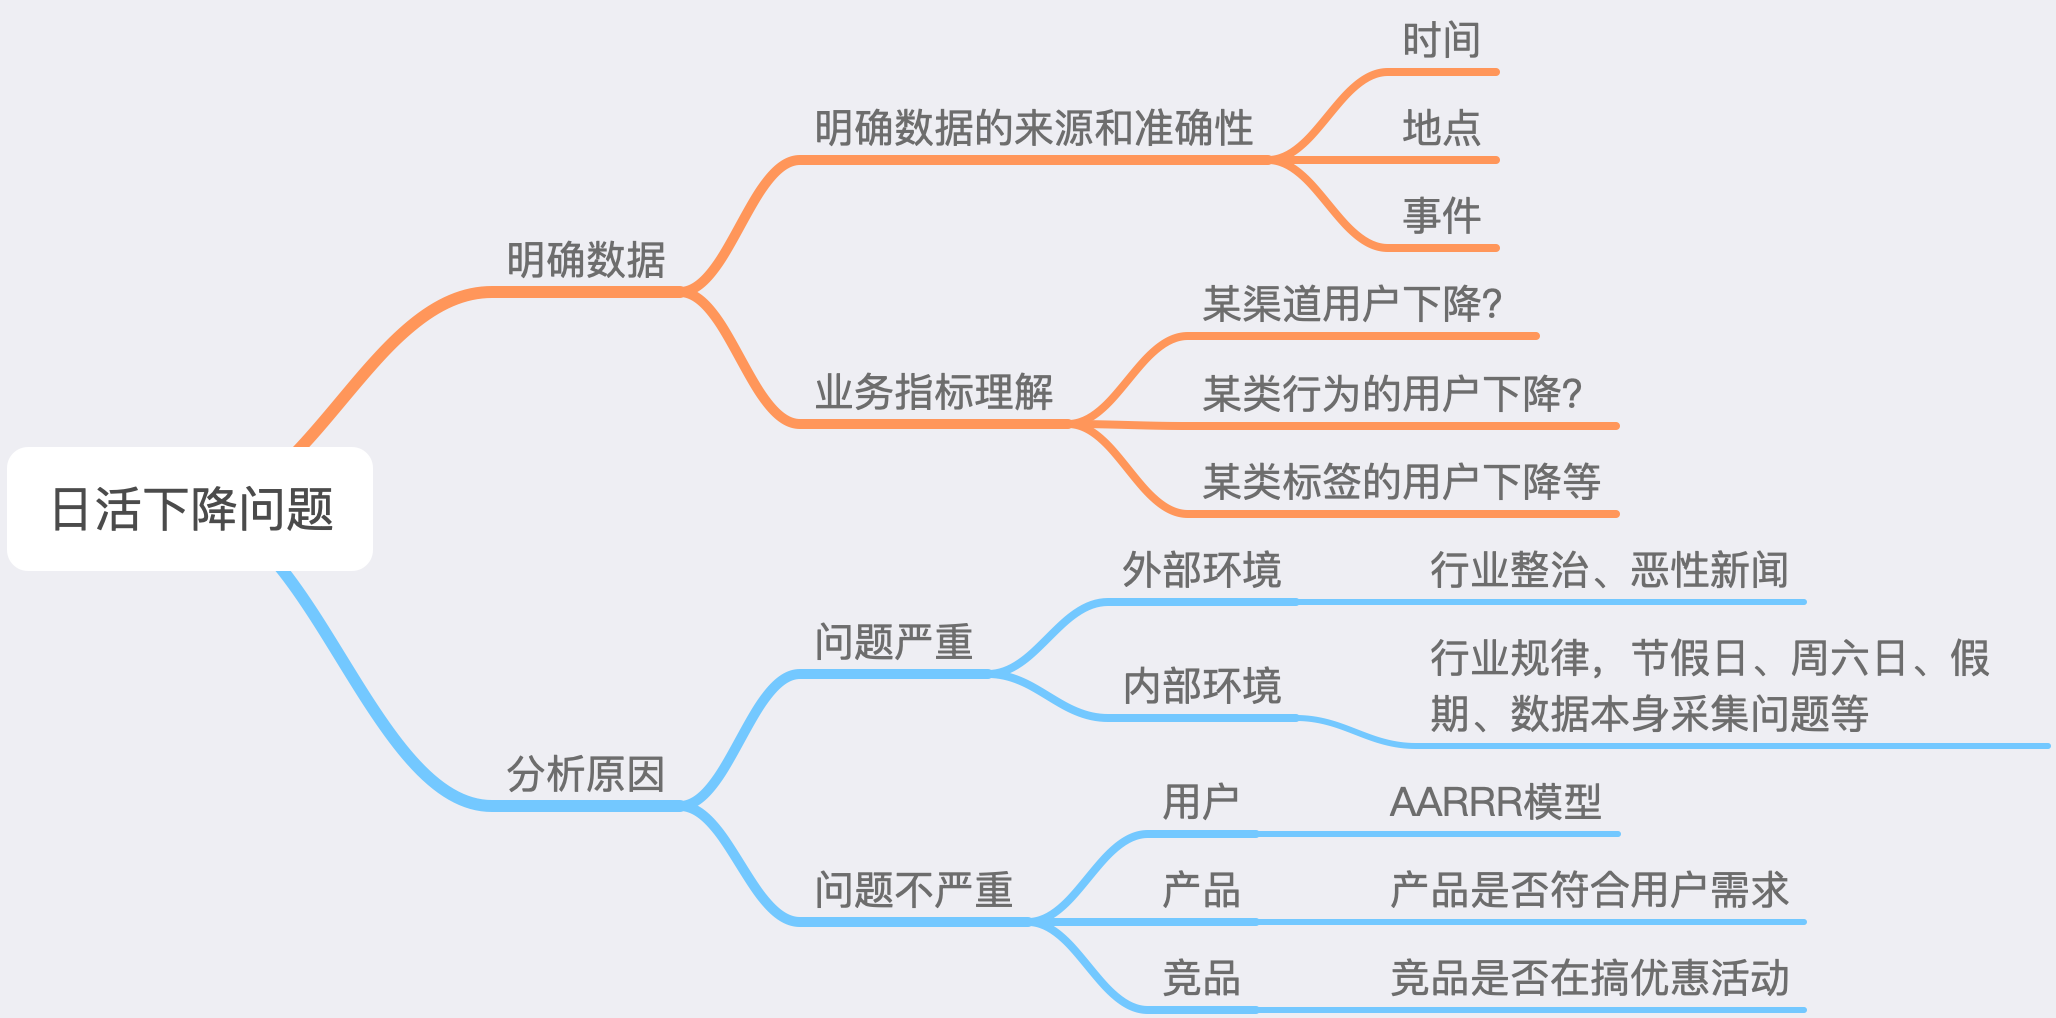 日活下降问题
明确数据
明确数据的来源和准确性
时间
地点
事件
业务指标理解
某渠道用户下降?
某类行为的用户下降?
某类标签的用户下降等
分析原因
问题严重
外部环境
行业整治、恶性新闻
内部环境
行业规律，节假日、周六日、假
期、数据本身采集问题等
问题不严重
用户
AARRR模型
产品
产品是否符合用户需求
竞品
竞品是否在搞优惠活动